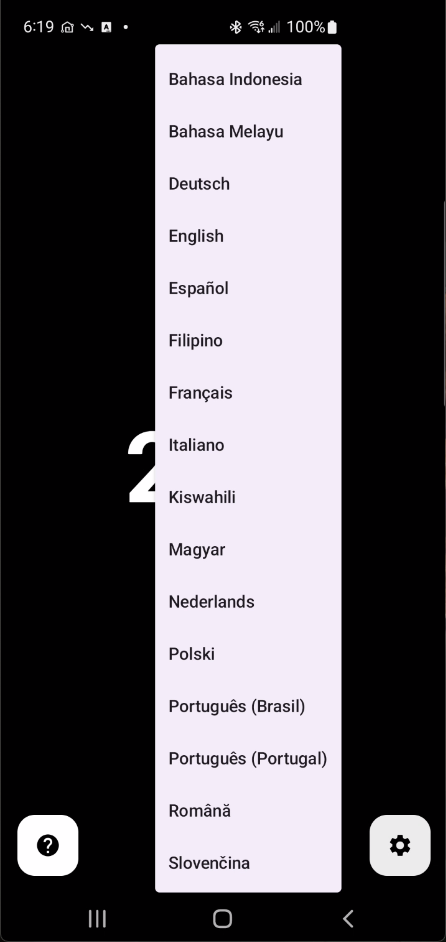 6:19
100%
Bahasa Indonesia
Bahasa Melayu
Deutsch
English
Español
Filipino
Français
Italiano
2
Kiswahili
Magyar
Nederlands
Polski
Português (Brasil)
Português (Portugal)
Română
Slovenčina